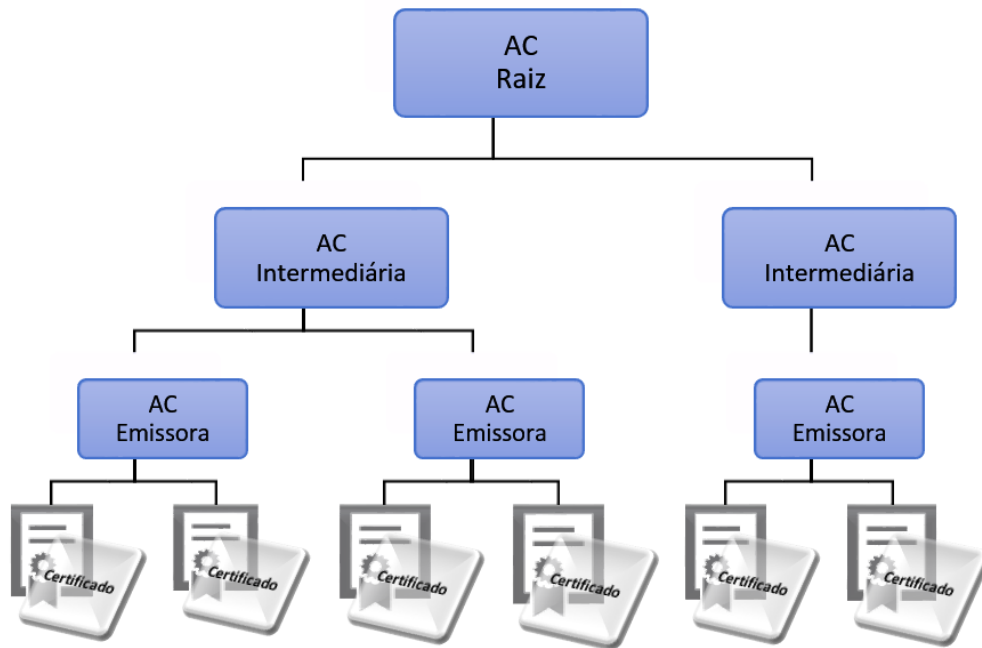 AC
Raiz
AC
Intermediária
AC
Intermediária
AC
Emissora
AC
Emissora
AC
Emissora
Certificado
Certificado
Certificado
Certificado
Certificado
Certificado